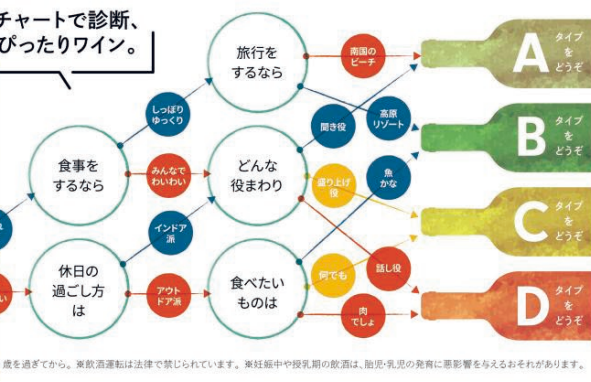 チャートで診断、
ぴったりワイン。
旅行を
するなら
南国の
ビーチ
A
タイプ
を
どうぞ
しっぽり
ゆっくり
聞き役
高原
リゾート
B
タイプ
を
どうぞ
食事を
するなら
みんなで
わいわい
どんな
役まわり
盛り上げ
役
魚
かな
C
タイプ
を
どうぞ
インドア
派
休日の
過ごし方
は
アウト
ドア派
食べたい
ものは
何でも
話し役
肉
でしょ
D
タイプ
を
どうぞ
い
歳を過ぎてから。※飲酒運転は法律で禁じられています。※妊娠中や授乳期の飲酒は、胎児・乳児の発育に悪影響を与えるおそれがあります。